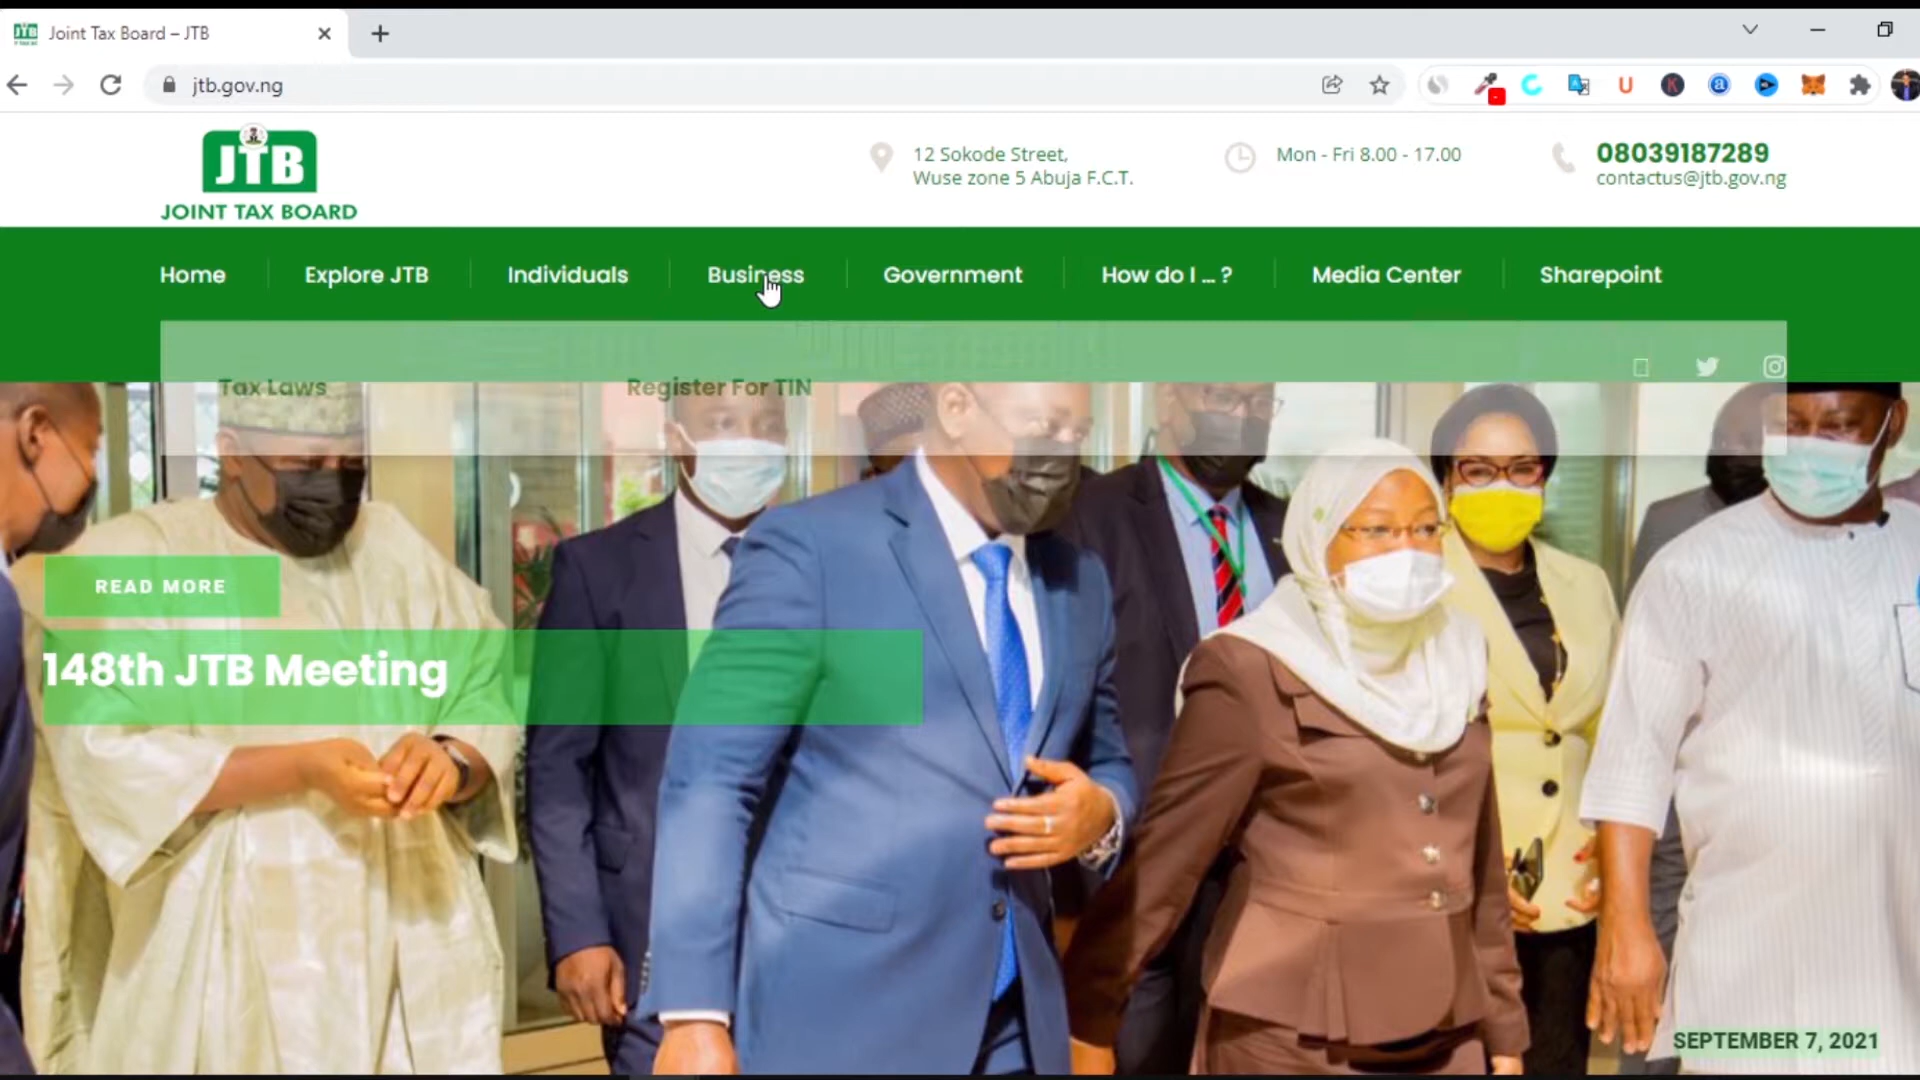 Joint Tax Board – JTB
jtb.gov.ng
JTB
JOINT TAX BOARD
12 Sokode Street,
Wuse zone 5 Abuja F.C.T.
Mon - Fri 8.00 - 17.00
08039187289
contactus@jtb.gov.ng
Home
Explore JTB
Individuals
Business
Government
How do I ... ?
Media Center
Sharepoint
Tax Laws
Register For TIN
READ MORE
148th JTB Meeting
SEPTEMBER 7, 2021